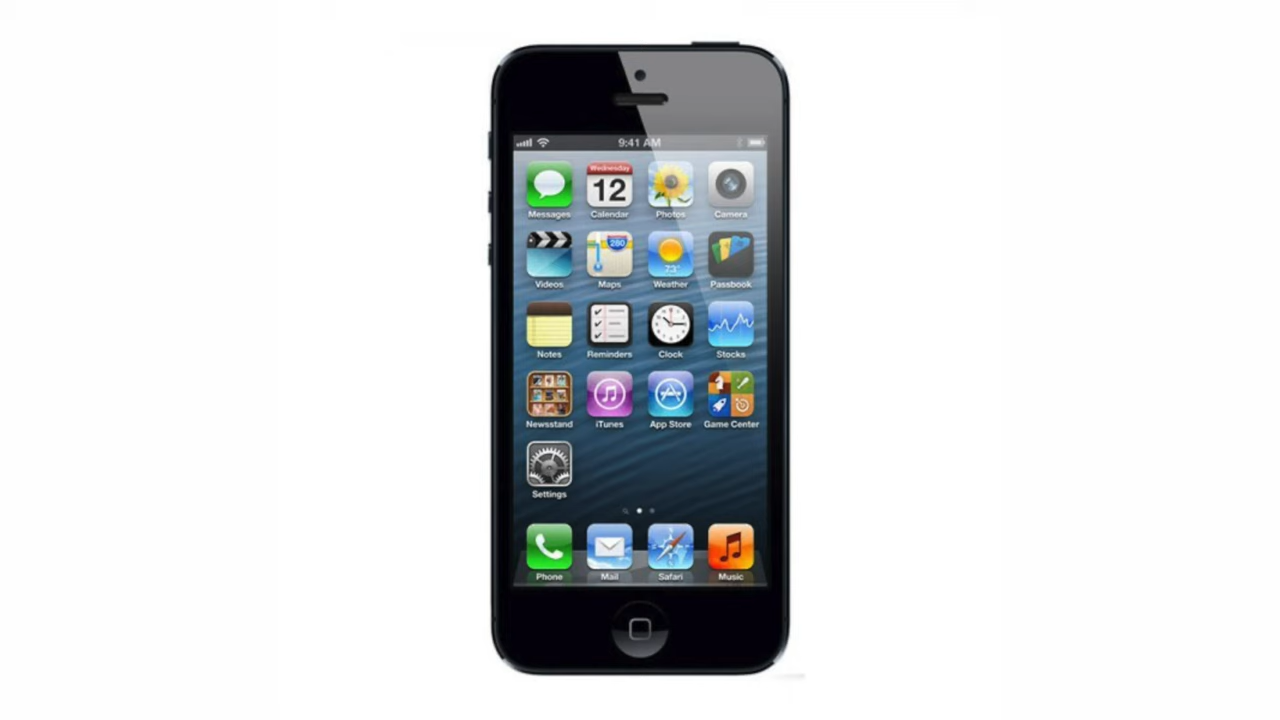 9:41 AM
Wednesday
12
Messages Calendar Photos Camera
280
73°
Videos Maps Weather Passbook
Notes Reminders Clock Stocks
Newsstand iTunes App Store Game Center
Settings
Phone Mail Safari Music